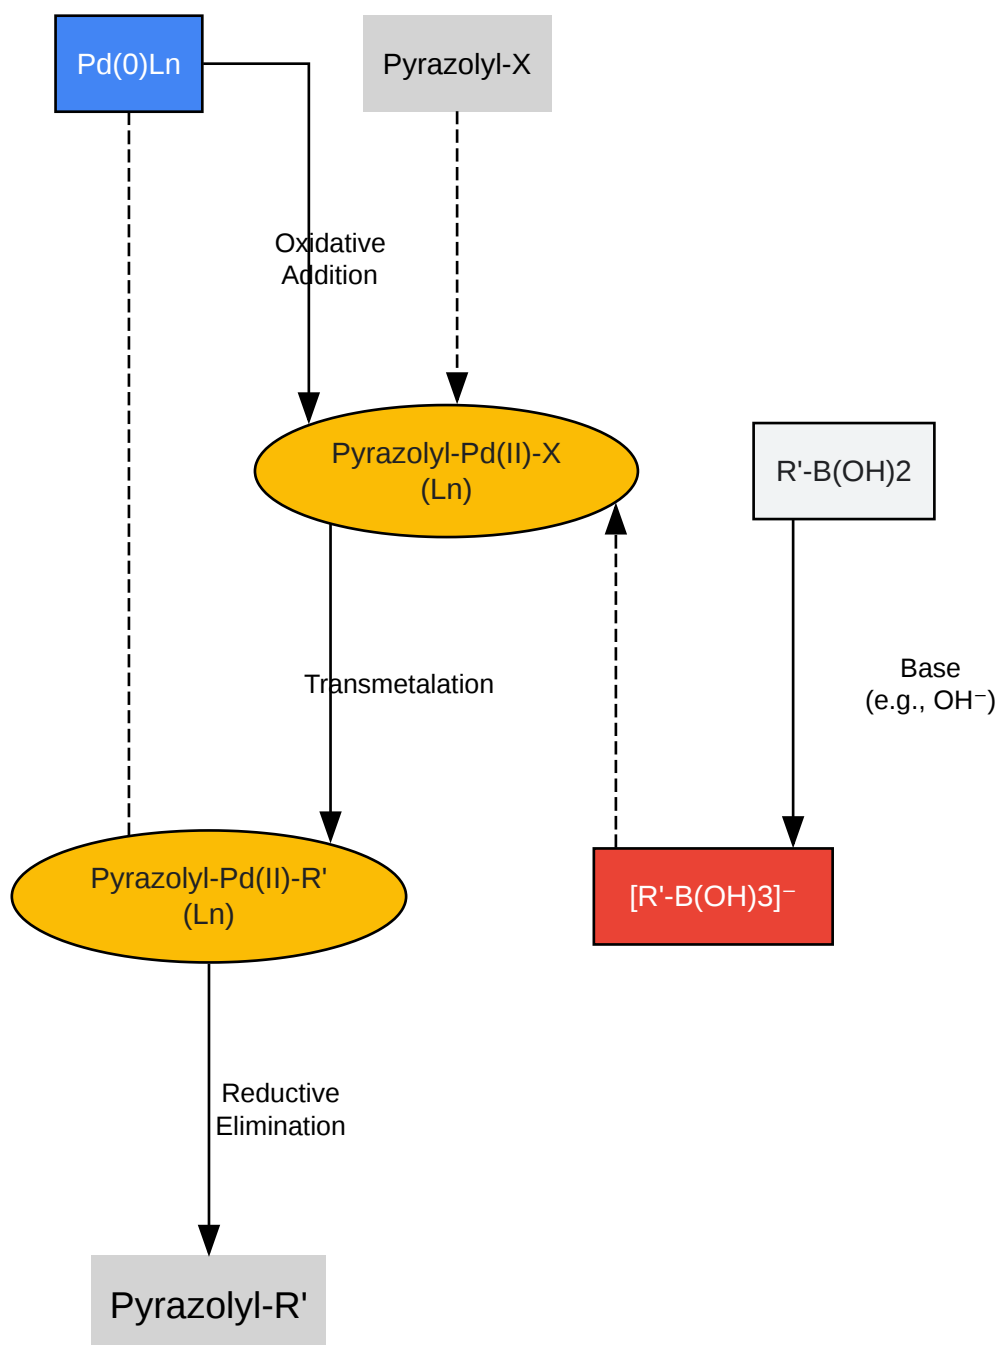 Pd(0)Ln
Pyrazolyl-X
Oxidative
Addition
Pyrazolyl-Pd(II)-X
(Ln)
R'-B(OH)2
Base
(e.g., OH⁻)
Transmetalation
Pyrazolyl-Pd(II)-R'
(Ln)
[R'-B(OH)3]⁻
Reductive
Elimination
Pyrazolyl-R'